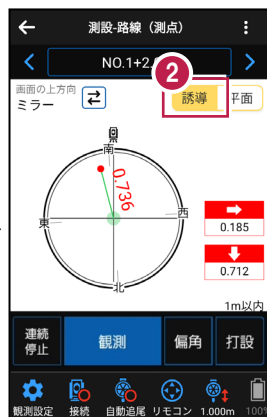 測設-路線（測点）
NO.1+2.
2
画面の上方向
ミラー
誘導
平面
南
0.736
東
西
北
0.185
0.712
1m以内
連続
停止
観測
偏角
打設
観測設定
接続
自動追尾
リモコン
1.000m
100%